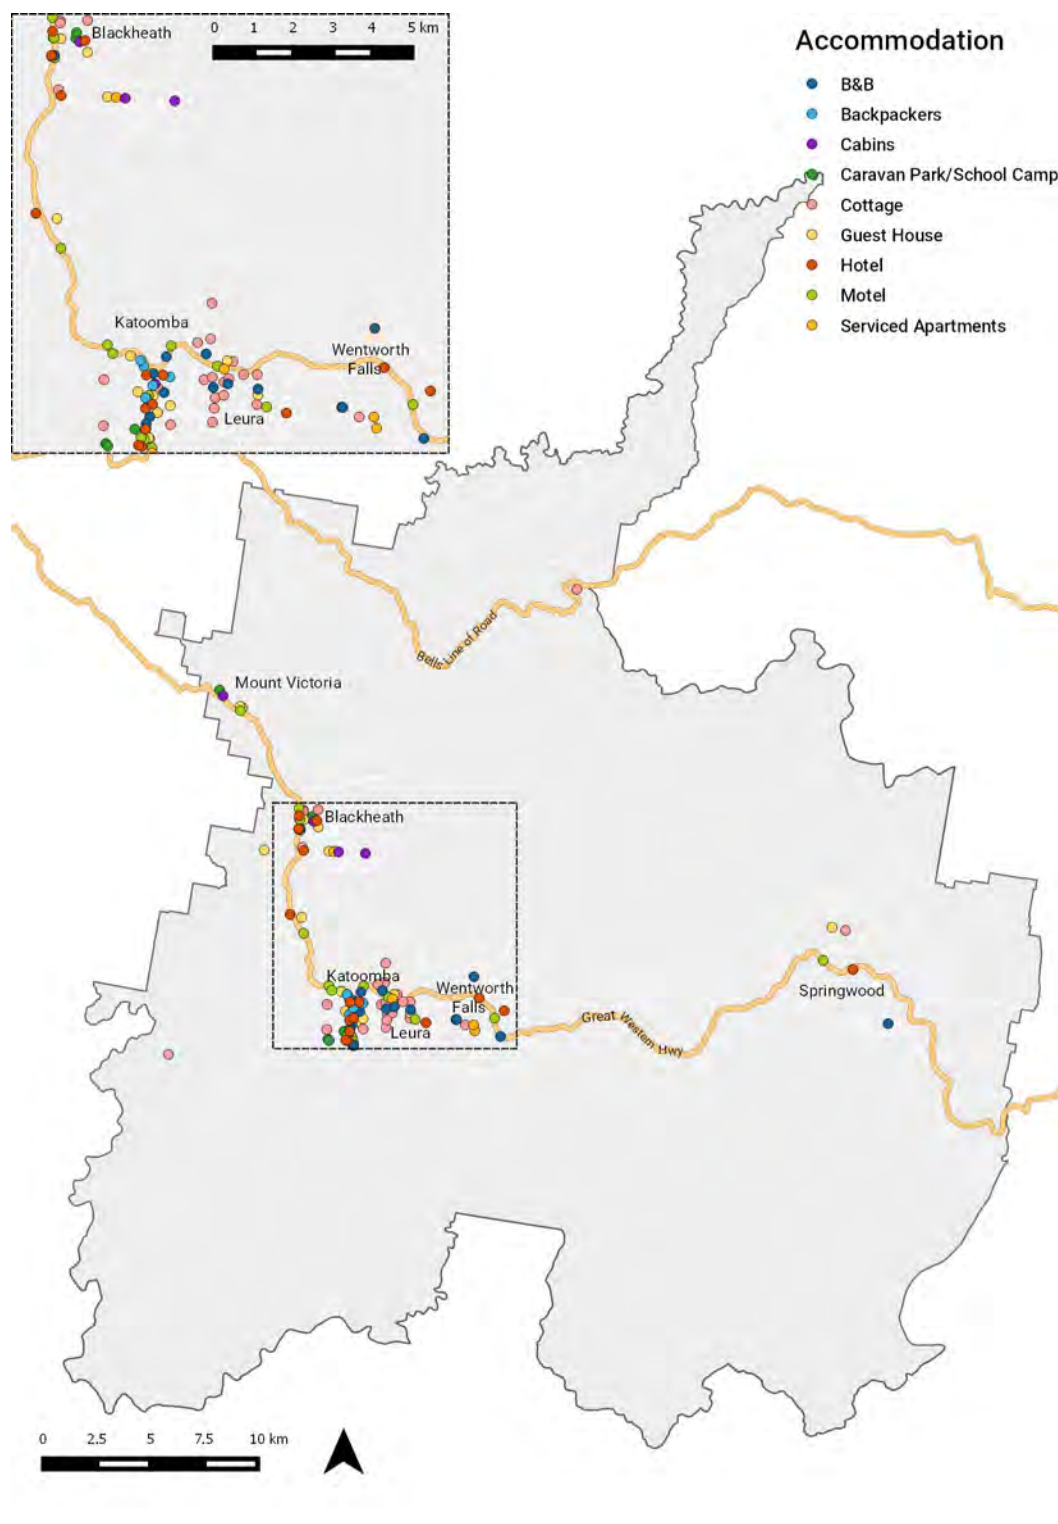 0 1 2 3 4 5 km
Blackheath
Katoomba
Wentworth
Falls
Leura
Accommodation
B&B
Backpackers
Cabins
Caravan Park/School Camp
Cottage
Guest House
Hotel
Motel
Serviced Apartments
Bells Line of Road
Mount Victoria
Blackheath
Katoomba
Wentworth
Falls
Leura
Springwood
Great Western Hwy
0 2.5 5 7.5 10 km